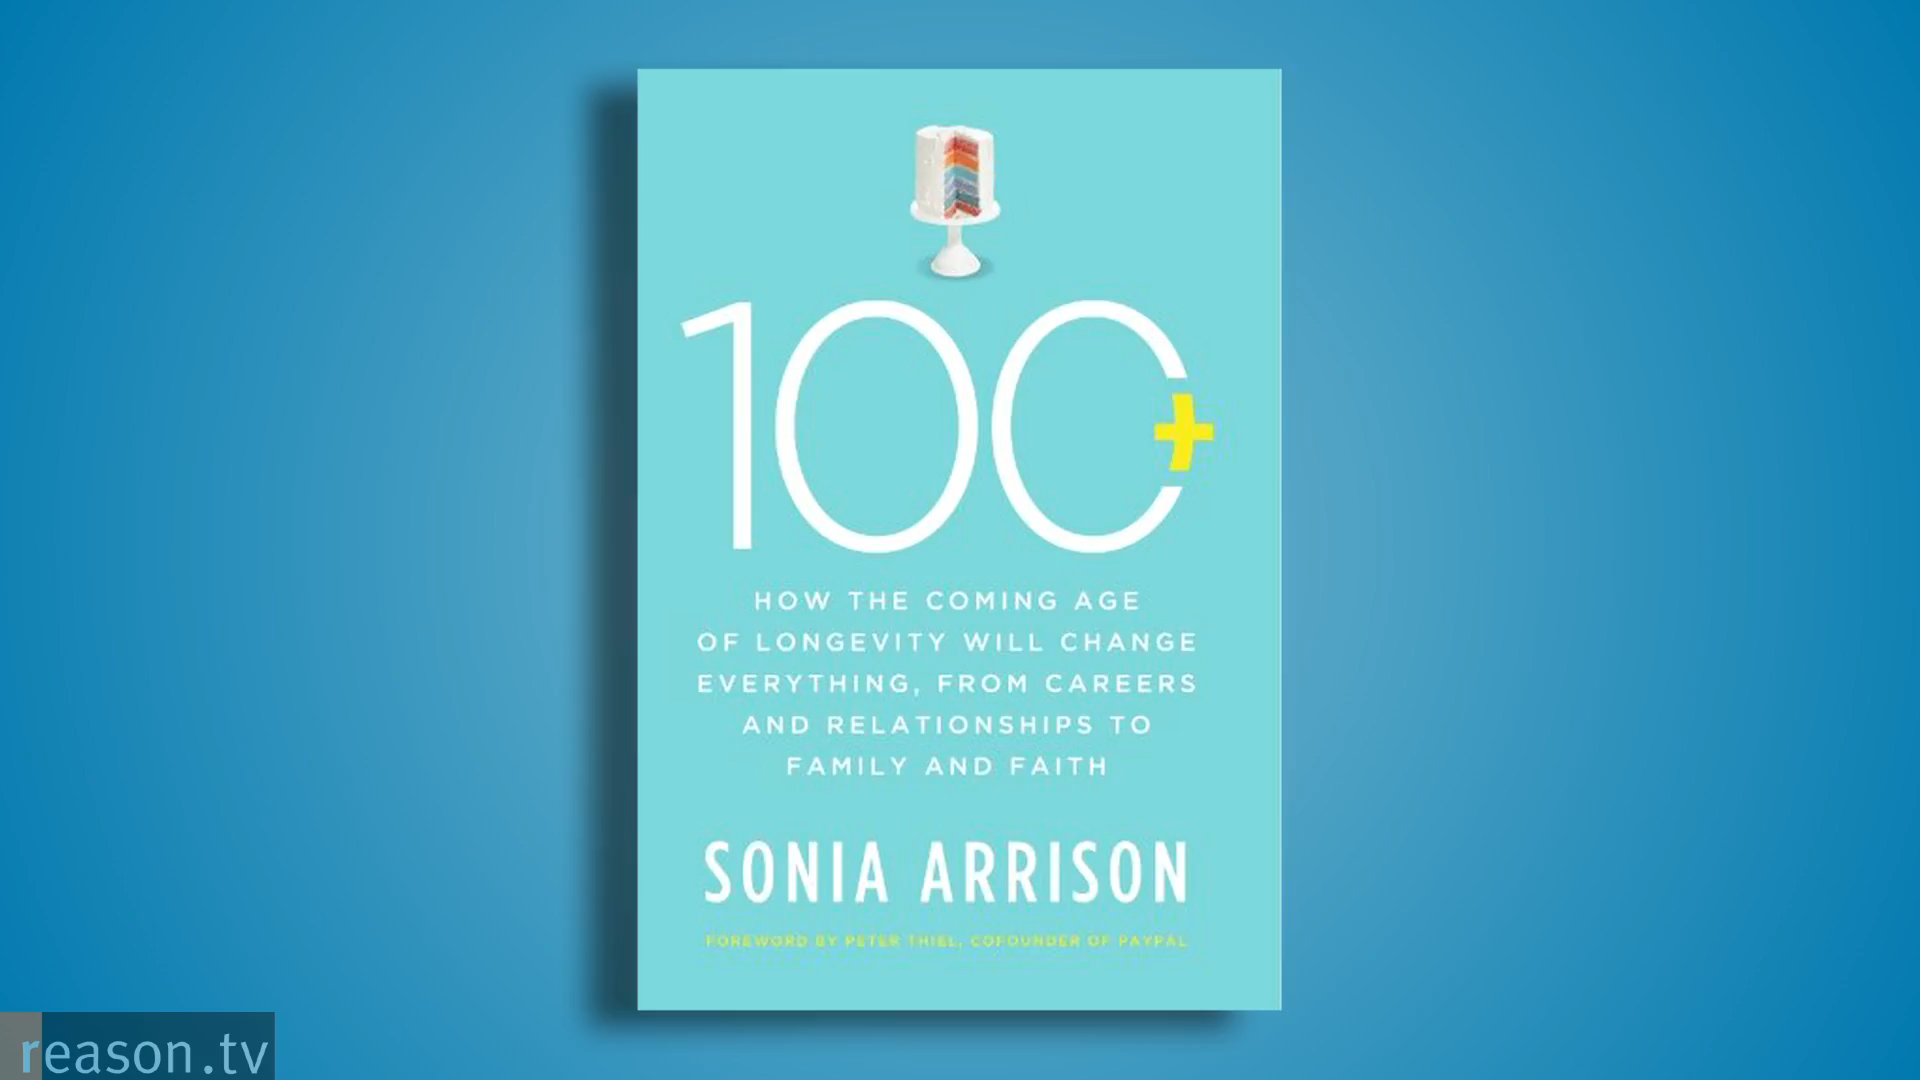 100+
HOW THE COMING AGE
OF LONGEVITY WILL CHANGE
EVERYTHING, FROM CAREERS
AND RELATIONSHIPS TO
FAMILY AND FAITH
SONIA ARRISON
FOREWORD BY PETER THIEL, COFOUNDER OF PAYPAL
reason.tv